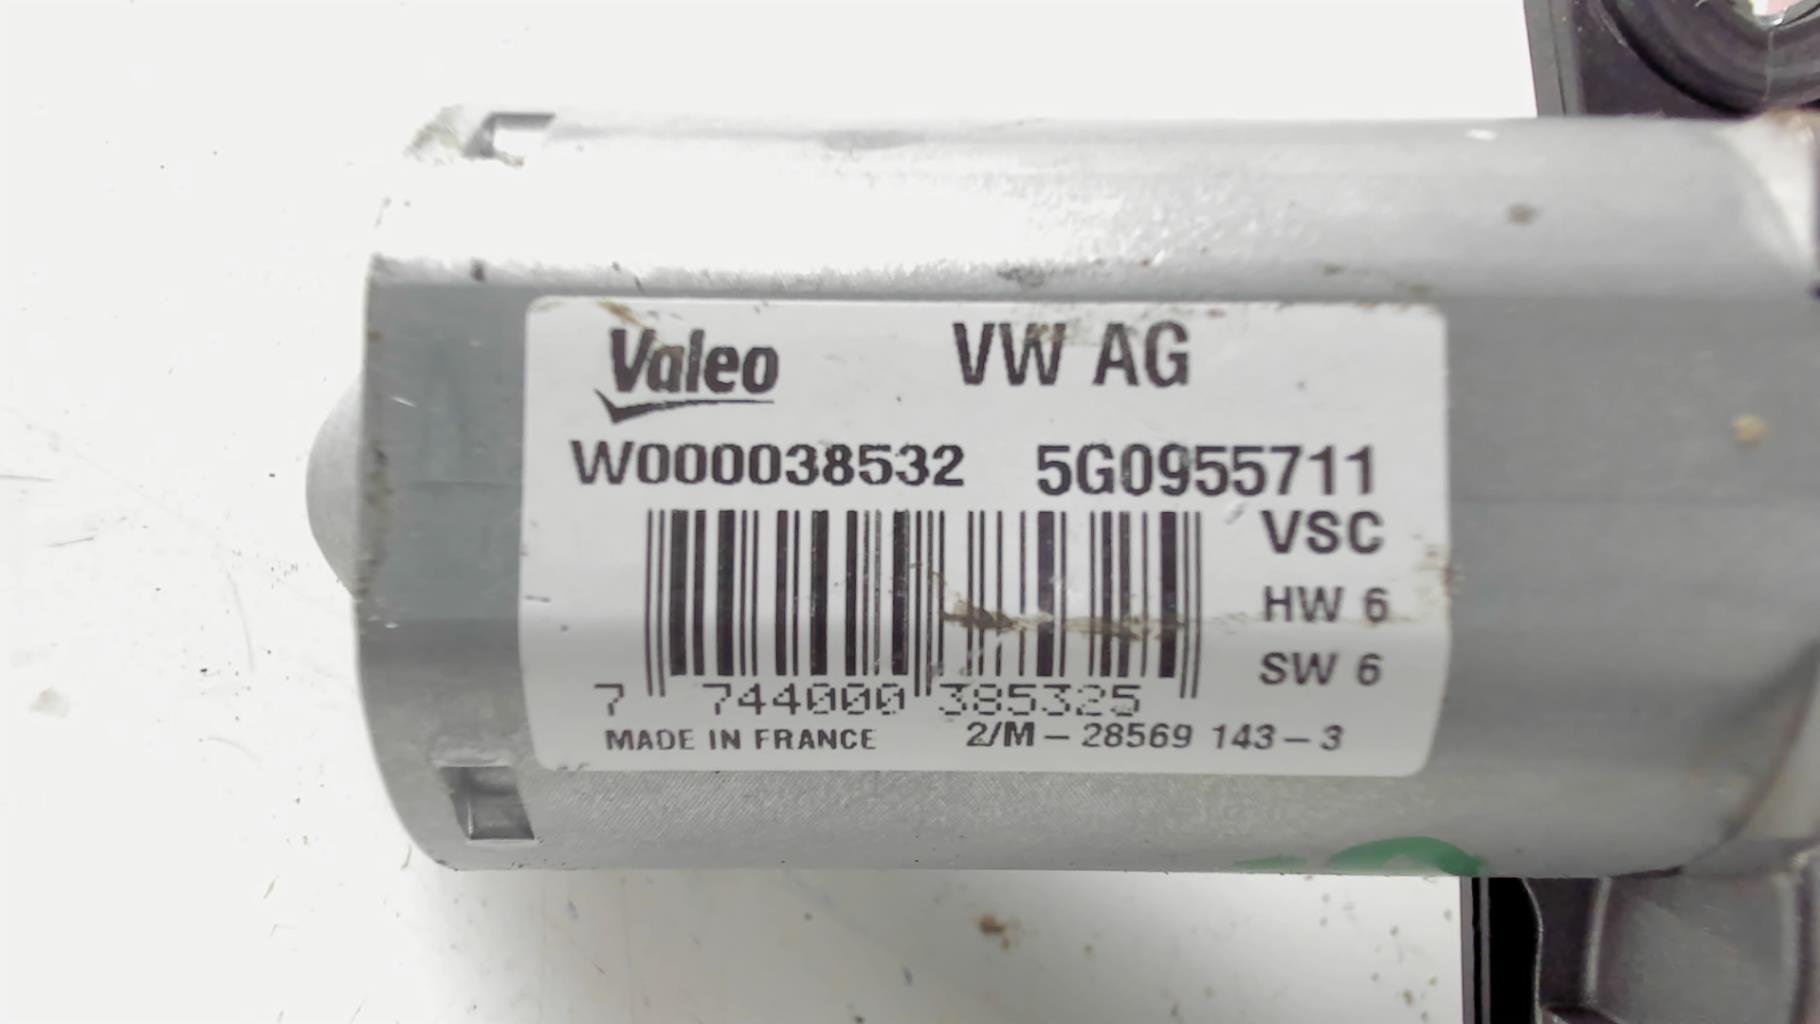 Valeo VW AG
W000038532 5G0955711
VSC
HW 6
SW 6
7 744000 385325
MADE IN FRANCE 2/M-28569 143-3